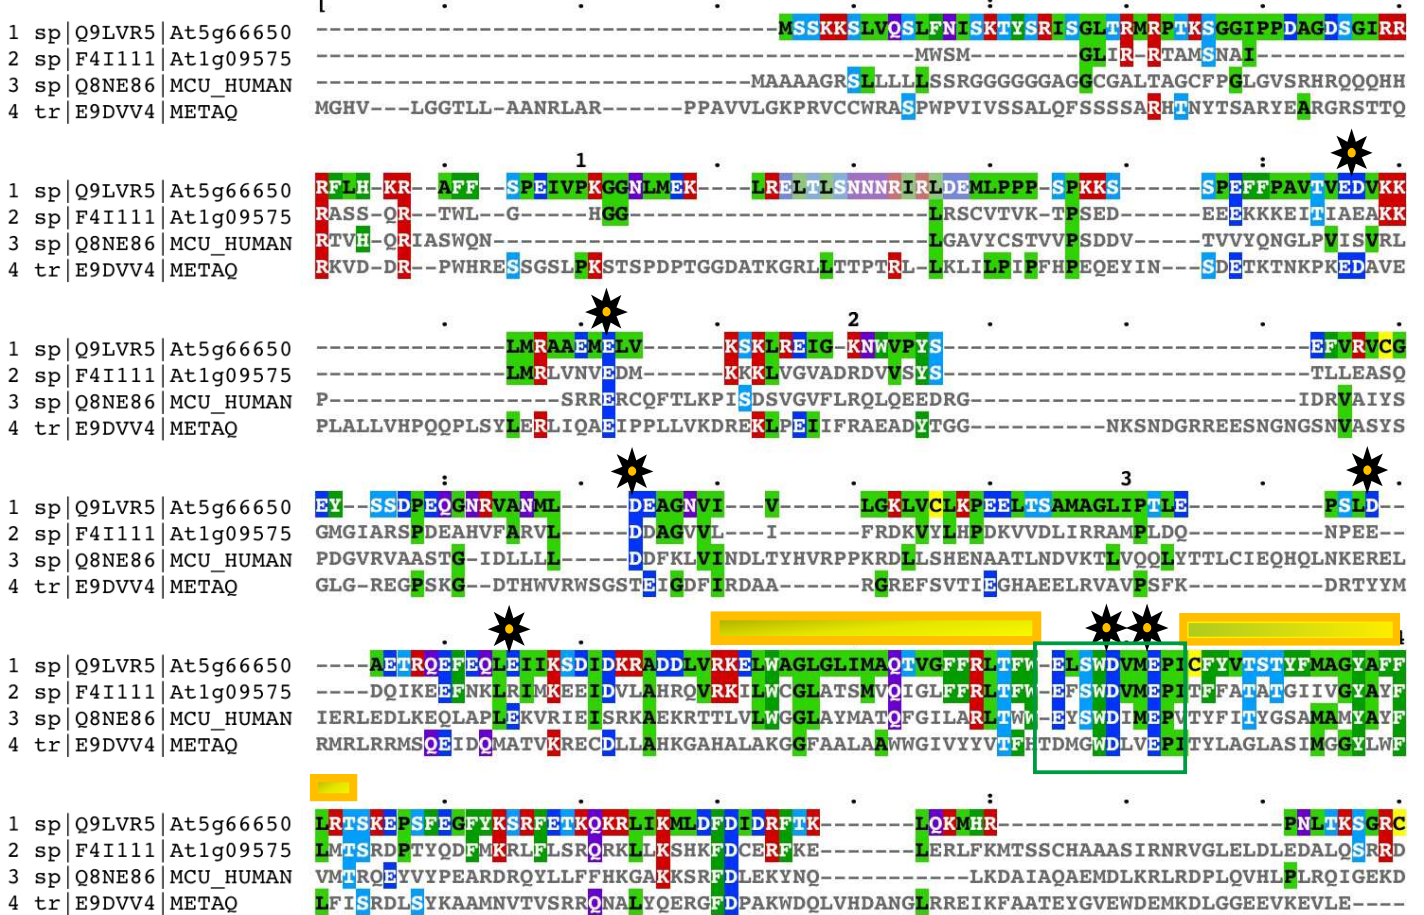 [
1 sp|Q9LVR5|At5g66650 ----------------------------------MSSKKSLVQSLFNISKTYSRISGLTRMRPTKSGGIPPDAGDSGIRR
2 sp|F4I111|At1g09575 --------------------------------------------MWSM--------GLIR-RTAMSNAI-----------
3 sp|Q8NE86|MCU_HUMAN --------------------------------MAAAAGRSLLLLLSSRGGGGGGAGGCGALTAGCFPGLGVSRHRQQQHH
4 tr|E9DVV4|METAQ MGHV---LGGTLL-AANRLAR------PPAVVLGKPRVCCWRASPWPVIVSSALQFSSSSSARHTNYTSARYEARGRSTTQ
1
1 sp|Q9LVR5|At5g66650 RFLH-KR--AFF--SPEIVPKGGNLMEK----LRELTLSNNNRIRLDEMLPPP-SPKKS------SPEFFPAVTVEDVKK
2 sp|F4I111|At1g09575 RASS-QR--TWL--G-----HGG----------------------LRSCVTVK-TPSED------EEEKKKEITIAEAKK
3 sp|Q8NE86|MCU_HUMAN RTVH-QRIASWQN--------------------------------LGAVYCSTVVPSDDV-----TVVYQNGLPVISVRL
4 tr|E9DVV4|METAQ RKVD-DR--PWHRESSGSLPKSTSPDPTGGDATKGRLLTTPTRL-LKLILPIPFHPEQEYIN---SDETKTNKPKEDAVE
2
1 sp|Q9LVR5|At5g66650 --------------LMRAAEMELV------KSKLREIG-KNWVPYS---------------------------EFVRVCG
2 sp|F4I111|At1g09575 --------------LMRLVNVEDM------KKKLVGVADRDVVSYS---------------------------TLLEASQ
3 sp|Q8NE86|MCU_HUMAN P-----------------SRRERCQFTLKPISDSVGVFLRQLQEEDRG------------------------IDRVAIYS
4 tr|E9DVV4|METAQ PLALLVHPQQPLSYLERLIQAEIPPLLVKDREKLPEIIFRAEADYTGG----------NKSNDGRREESNGNGSNVASYS
3
1 sp|Q9LVR5|At5g66650 EY--SSDPEQGNRVANML-----DEAGNVI---V------LGKLVCLKPEELTSAMAGLIPTLE----------PSLD--
2 sp|F4I111|At1g09575 GMGIARSPDEAHVFARVL-----DDAGVVL---I------FRDKVYLHPDKVVDLIRRAMPLDQ----------NPEE--
3 sp|Q8NE86|MCU_HUMAN PDGVRVAASTG-IDLLLL-----DDFKLVINDLTYHVRPPKRDLLSHENAATLNDVKTLVQQLYTTLCIEQHQLNKEREL
4 tr|E9DVV4|METAQ GLG-REGPSKG--DTHWVRWSGSTEIGDFIRDAA------RGREFSVTIEGHAEELRVAVPSFK----------DRTYYM
4
1 sp|Q9LVR5|At5g66650 ----AETRQEFEQLEIIKSDIDKRADDLVRKELWAGLGLIMAQTVGFFRLTFW-ELSWDVMEPICFYVTSTYFMAGYAFF
2 sp|F4I111|At1g09575 ----DQIKEEFNKLRIMKEEIDVLAHRQVRKILWCGLATSMVQIGLFFRLTFW-EFSWDVMEPITFFATATGIIVGYAYF
3 sp|Q8NE86|MCU_HUMAN IERLEDLKEQLAPLEKVRIEISRKAEKRTTLVLWGGLAYMATQFGILARLTWW-EYSWDIMEPVTYFITYGSAMAMYAYF
4 tr|E9DVV4|METAQ RMRLRRMSQEIDQMATVKRECDLLAHKGAHALAKGGFAALAAWWGIVYYVTFHTDMGWDLVEPITYLAGLASIMGGYLWF
1 sp|Q9LVR5|At5g66650 LRTSKEPSFEGFYKSRFETKQKRLIKMLDFDIDRFTK-------LQKMHR---------------------PNLTKSGRC
2 sp|F4I111|At1g09575 LMTSRDPTYQDFMKRLFLSRQRKLLKSHKFDCERFKE-------LERLFKMTSSCHAAASIRNRVGLELDLEDALQSRRD
3 sp|Q8NE86|MCU_HUMAN VMTRQEYVYPEARDRQYLLFFHKGAKKSRFDLEKYNQ-----------LKDAIAQAEMDLKRLRDPLQVHLPLRQIGEKD
4 tr|E9DVV4|METAQ LFISRDLSYKAAMNVTVSRRQNALYQERGFDPAKWDQLVHDANGLRREIKFAATEYGVEWDEMKDLGGEEVKEVLE----